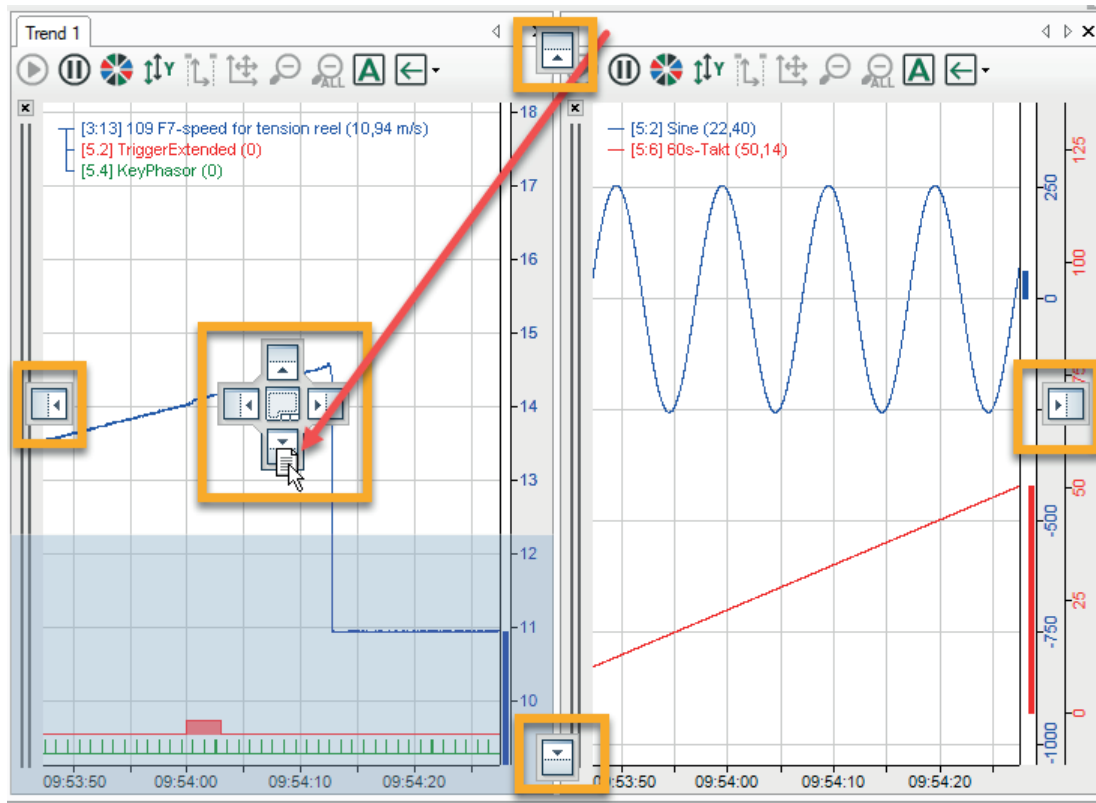 Trend 1
Y
A
Y
A
ALL
ALL
[3:13] 109 F7-speed for tension reel (10,94 m/s)
[5.2] TriggerExtended (0)
[5.4] KeyPhasor (0)
18
17
16
15
14
13
12
11
10
09:53:50
09:54:00
09:54:10
09:54:20
[5:2] Sine (22,40)
[5:6] 60s-Takt (50,14)
250
0
-500
-750
-1000
125
100
75
50
25
0
09:53:50
09:54:00
09:54:10
09:54:20